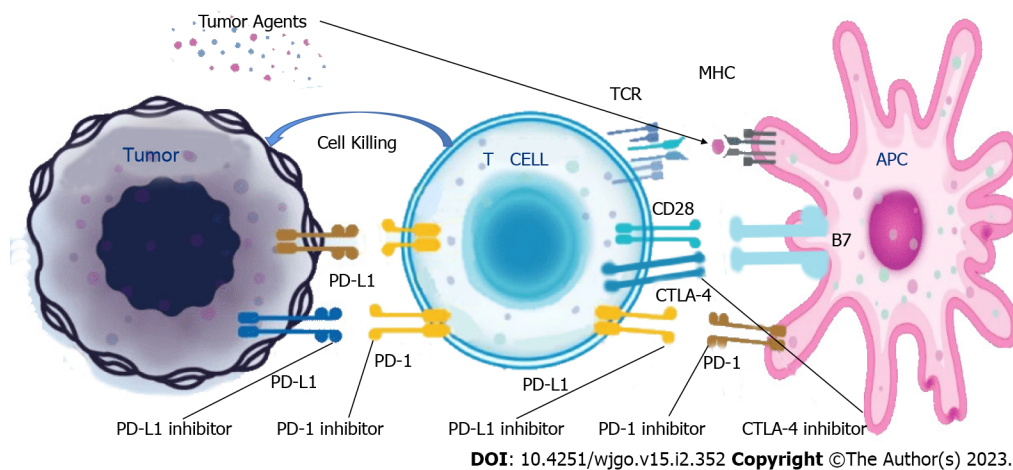 Tumor Agents
MHC
TCR
Cell Killing
Tumor
T CELL
APC
CD28
B7
PD-L1
CTLA-4
PD-1
PD-1
PD-L1
PD-L1
PD-L1 inhibitor
PD-1 inhibitor
PD-L1 inhibitor
PD-1 inhibitor
CTLA-4 inhibitor
DOI: 10.4251/wjgo.v15.i2.352 Copyright ©The Author(s) 2023.